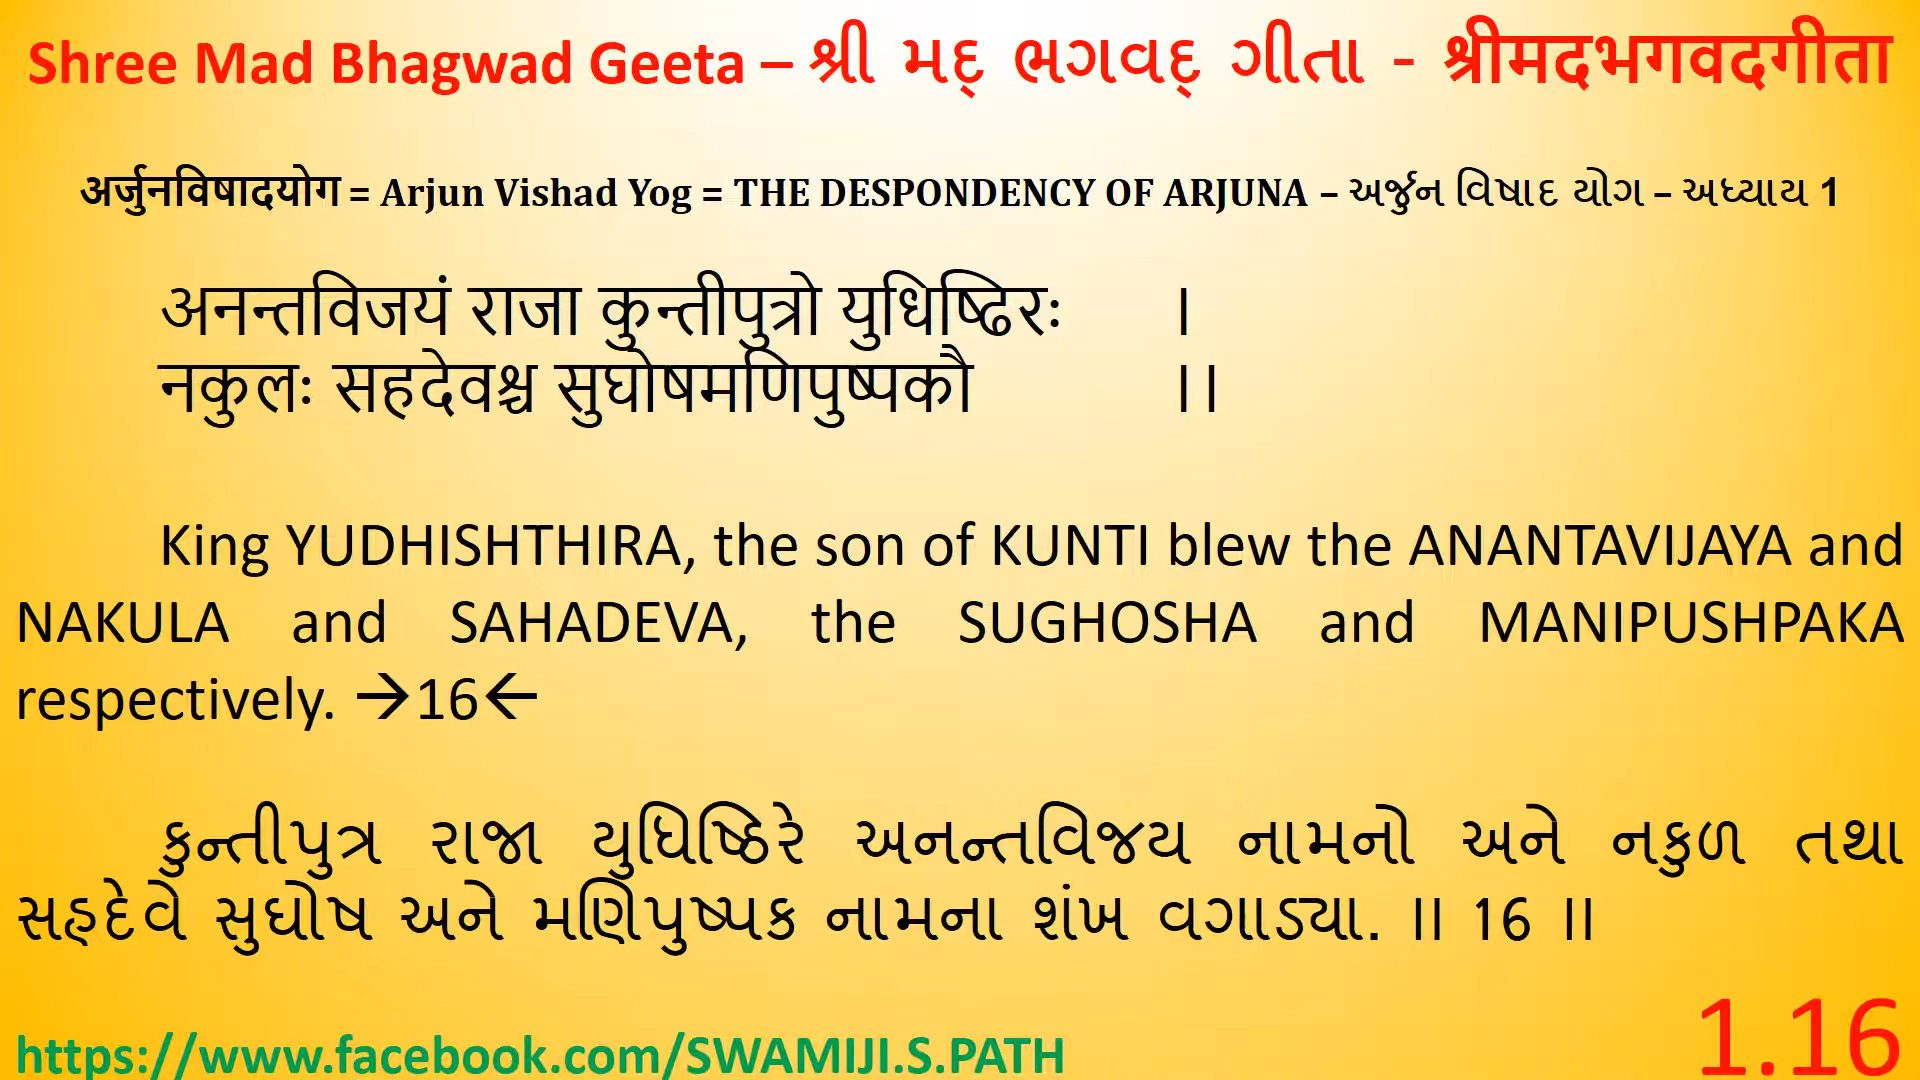 Shree Mad Bhagwad Geeta – શ્રી મદ્ ભગવદ્ ગીતા - श्रीमदभगवदगीता
अर्जुनविषादयोग = Arjun Vishad Yog = THE DESPONDENCY OF ARJUNA – અર્જુન વિષાદ યોગ – અધ્યાય 1
अनन्तविजयं राजा कुन्तीपुत्रो युधिष्ढिरः ।
नकुलः सहदेवश्च सुघोषमणिपुष्पकौ ।।
King YUDHISHTHIRA, the son of KUNTI blew the ANANTAVIJAYA and
NAKULA and SAHADEVA, the SUGHOSHA and MANIPUSHPAKA
respectively. →16←
કુન્તીપુત્ર રાજા યુધિષ્ઠિરે અનન્તવિજય નામનો અને નકુળ તથા
સહદેવે સુઘોષ અને મણિપુષ્પક નામના શંખ વગાડ્યા. ।। 16 ।।
https://www.facebook.com/SWAMIJI.S.PATH
1.16